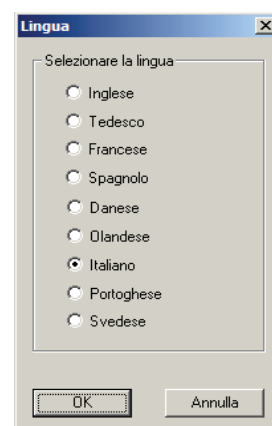 Lingua
Selezionare la lingua
Inglese
Tedesco
Francese
Spagnolo
Danese
Olandese
Italiano
Portoghese
Svedese
OK Annulla